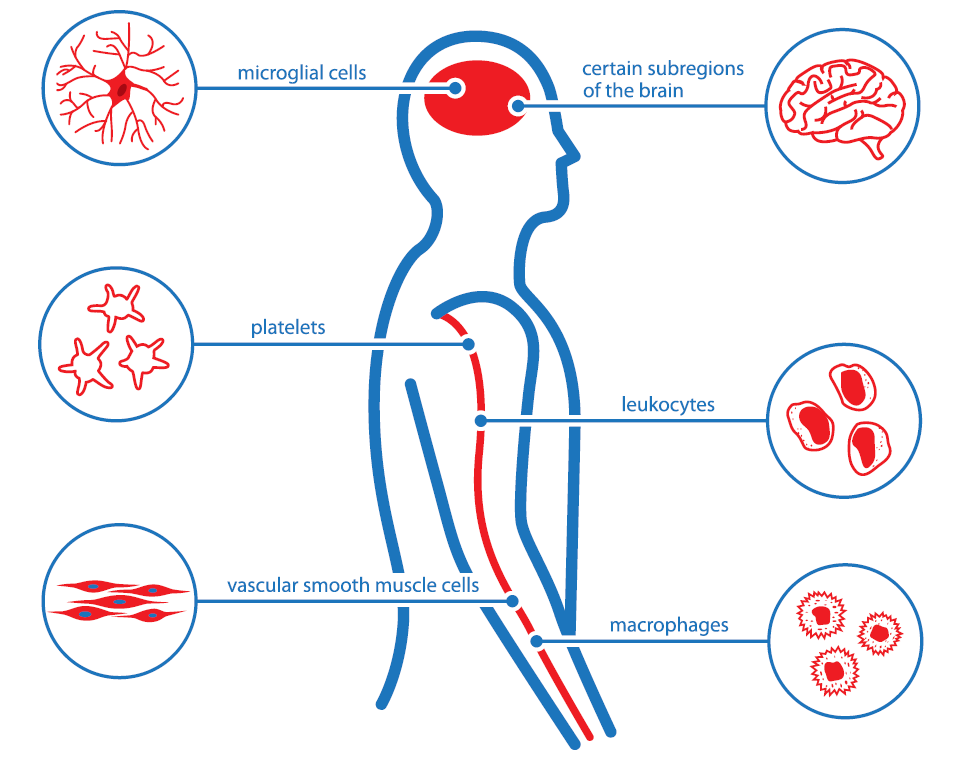 microglial cells
certain subregions
of the brain
platelets
leukocytes
vascular smooth muscle cells
macrophages